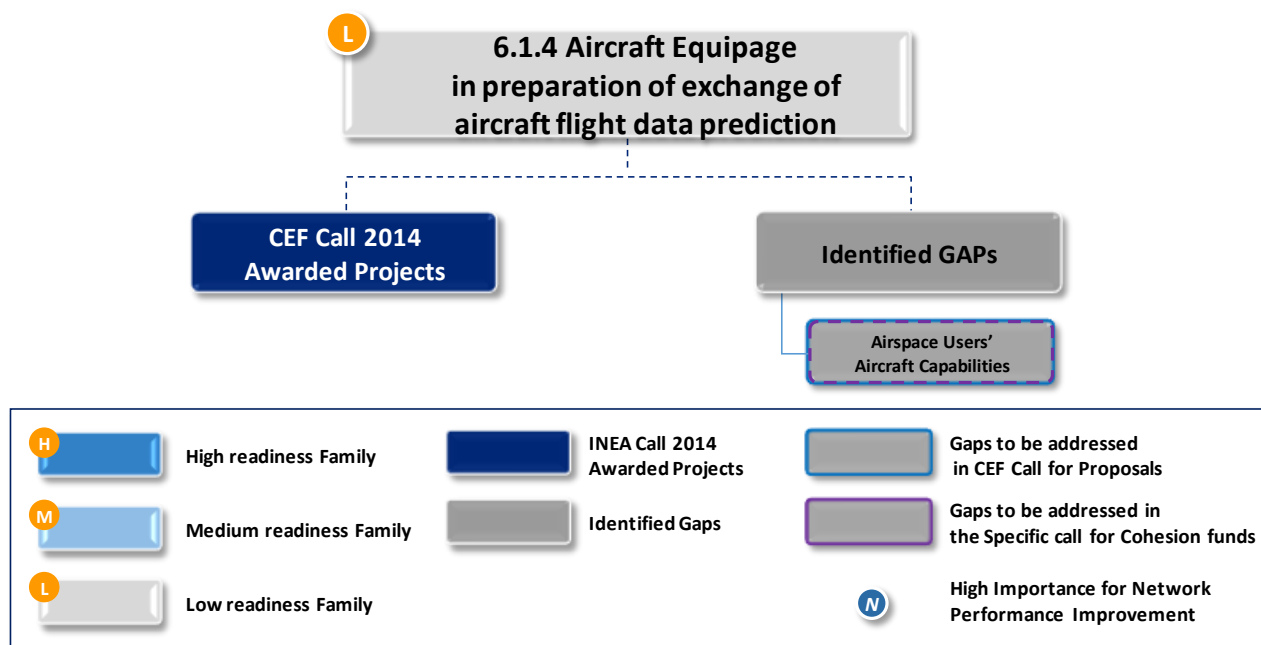 L
6.1.4 Aircraft Equipage
in preparation of exchange of
aircraft flight data prediction
CEF Call 2014
Awarded Projects
Identified GAPs
Airspace Users'
Aircraft Capabilities
H
High readiness Family
INEA Call 2014
Awarded Projects
Gaps to be addressed
in CEF Call for Proposals
M
Medium readiness Family
Identified Gaps
Gaps to be addressed in
the Specific call for Cohesion funds
L
Low readiness Family
N
High Importance for Network
Performance Improvement